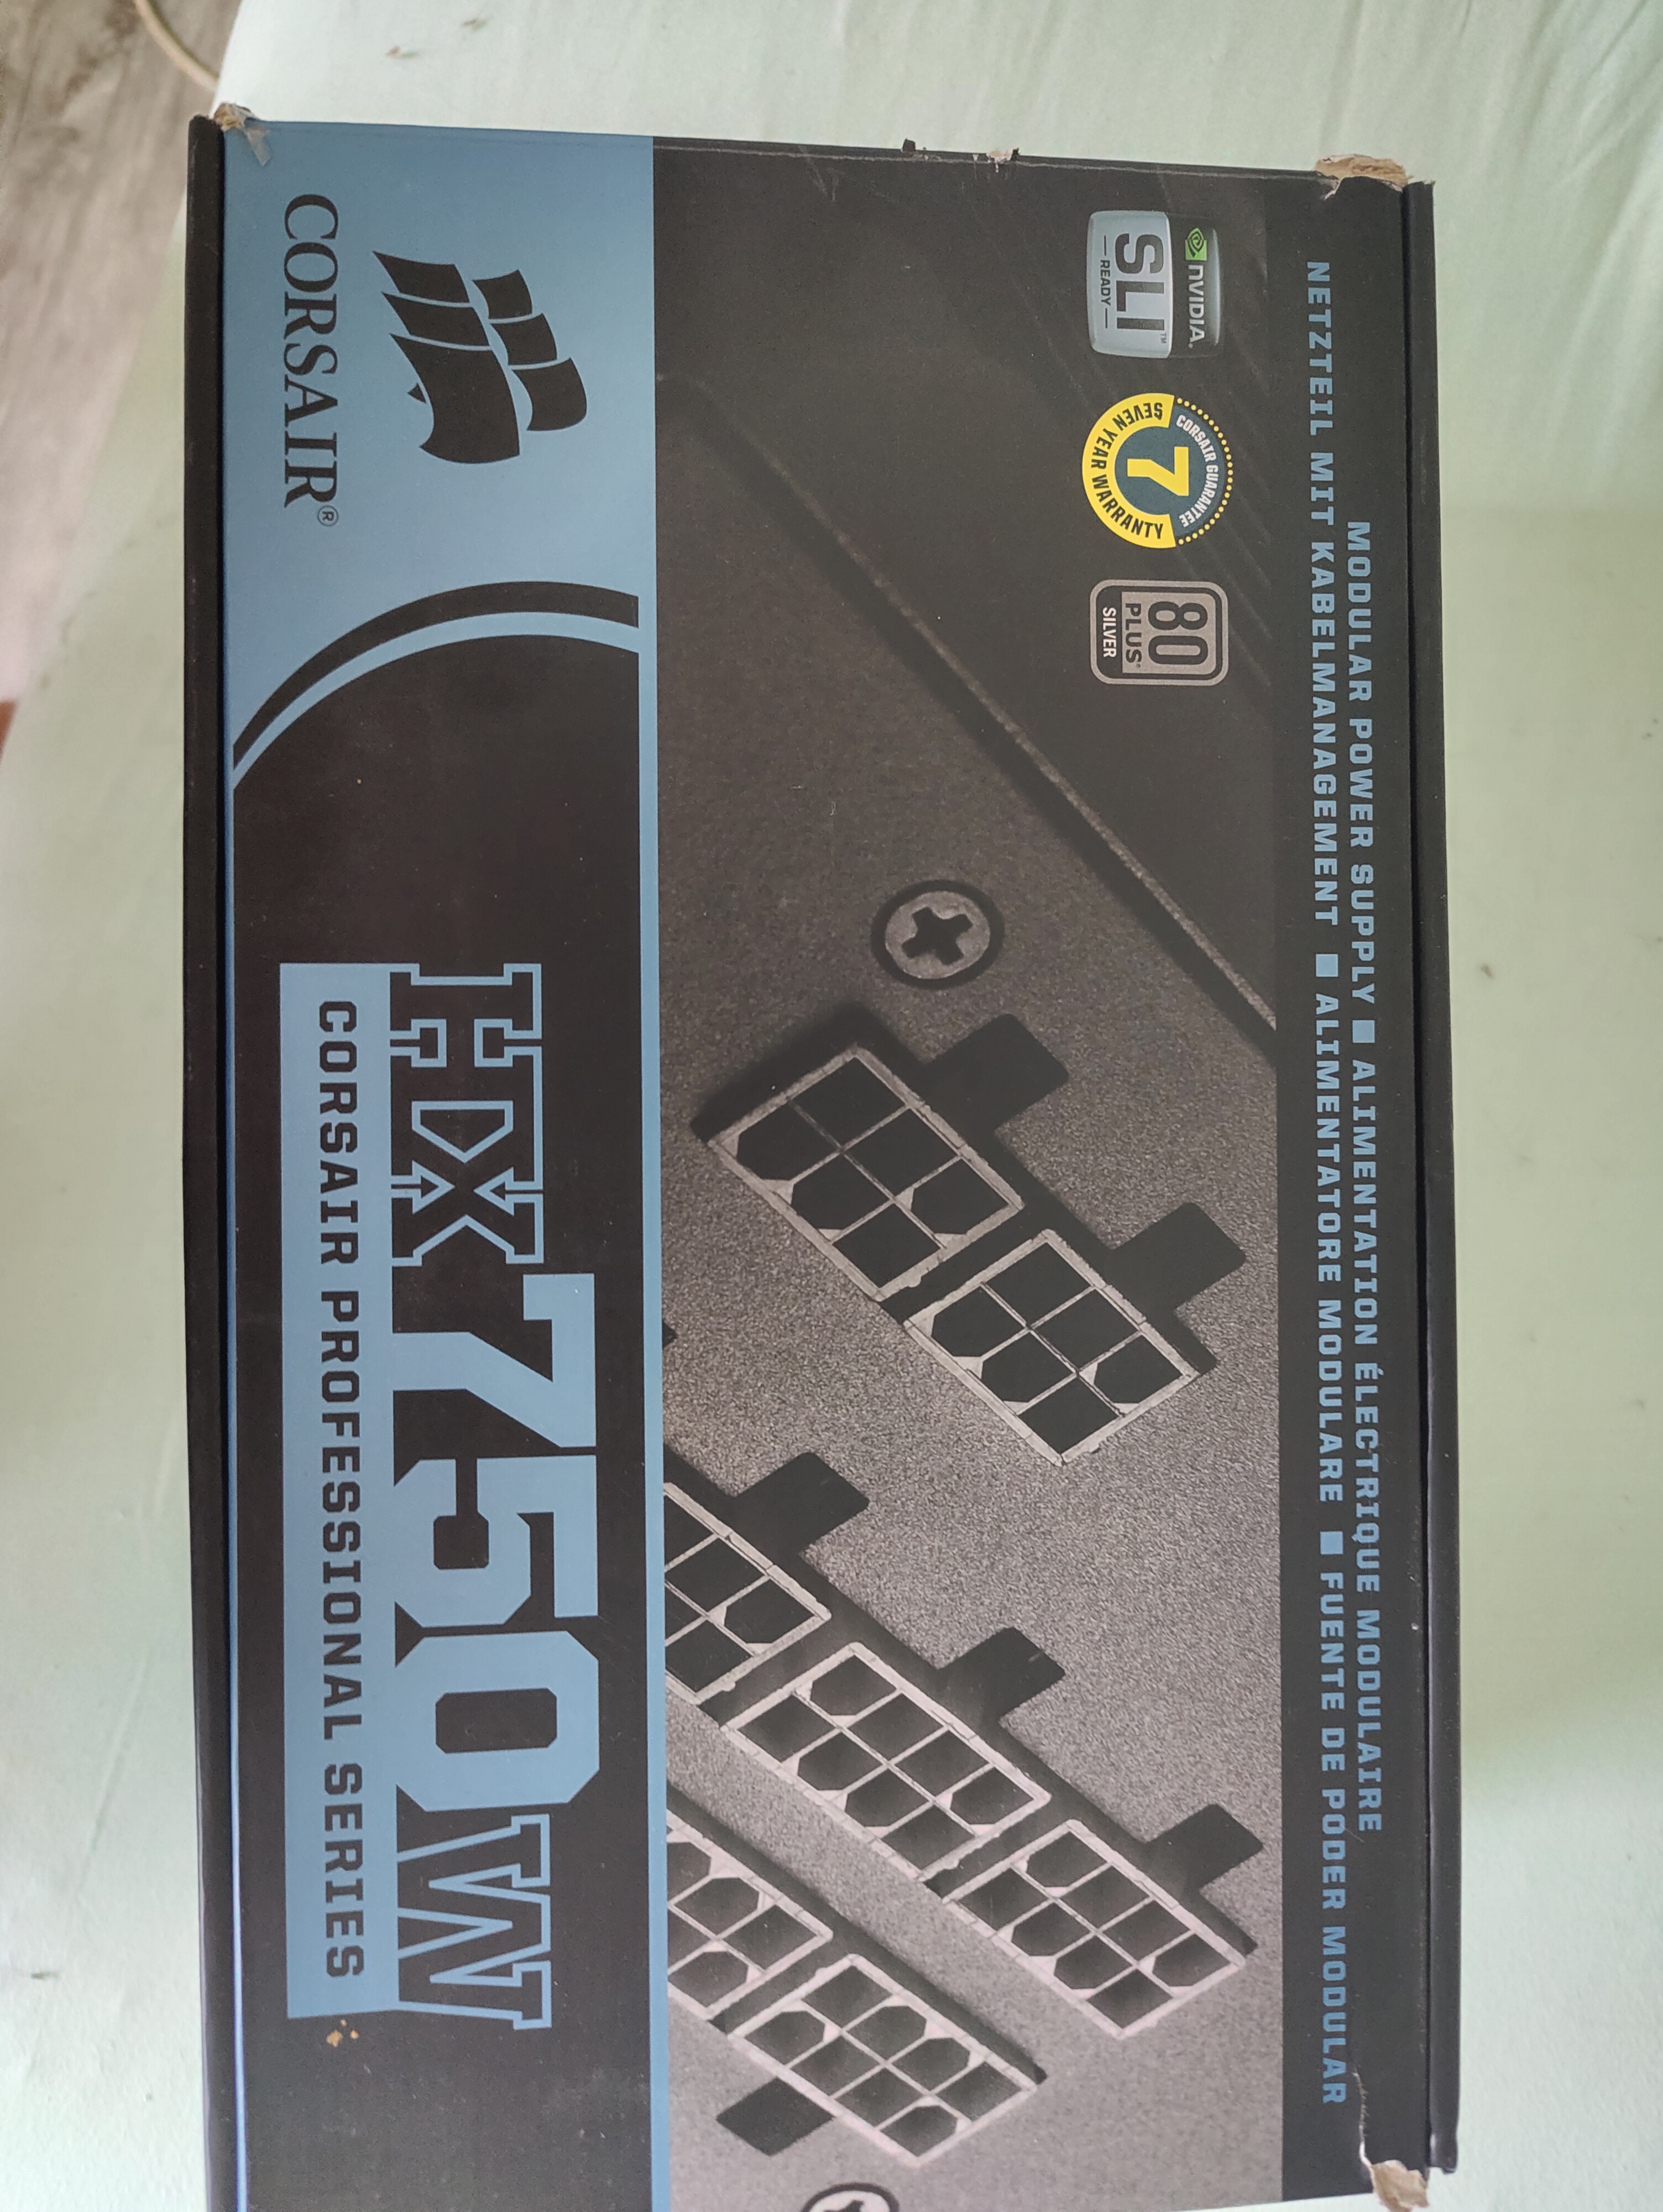 MODULAR POWER SUPPLY ■ ALIMENTATION ÉLECTRIQUE MODULAIRE
NETZTEIL MIT KABELMANAGEMENT ■ ALIMENTATORE MODULARE ■ FUENTE DE PODER MODULAR
NVIDIA.
SLI™
READY
CORSAIR GUARANTEE
7
SEVEN YEAR WARRANTY
80
PLUS®
SILVER
CORSAIR®
HX750W
CORSAIR PROFESSIONAL SERIES